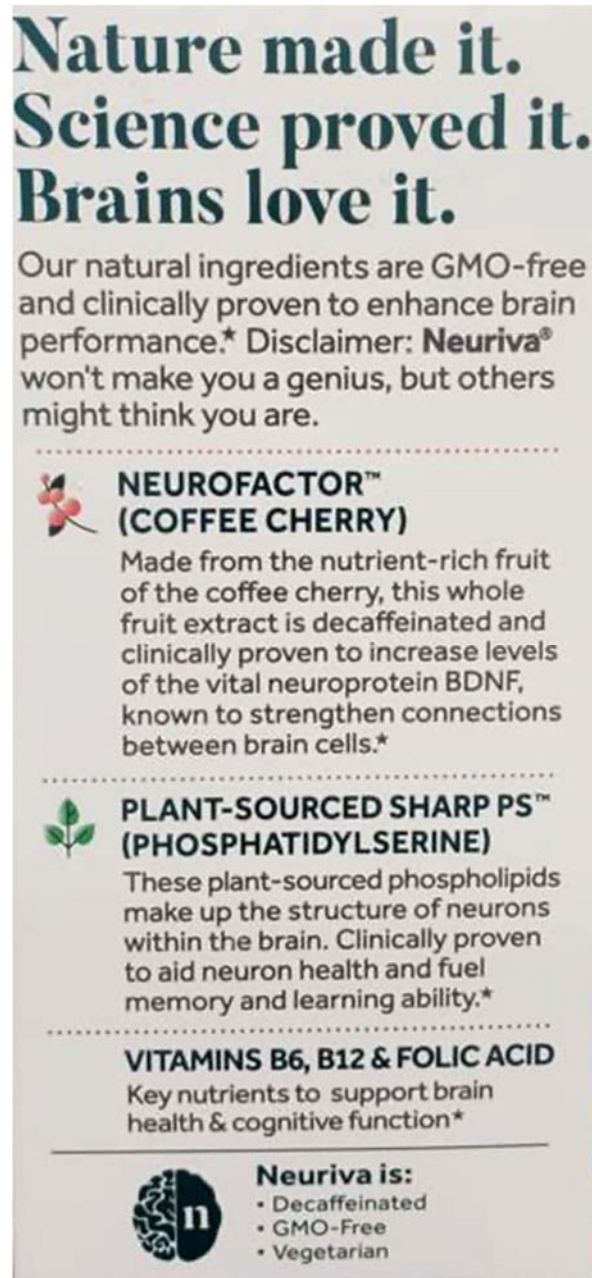 Nature made it.
Science proved it.
Brains love it.
Our natural ingredients are GMO-free
and clinically proven to enhance brain
performance.* Disclaimer: Neuriva®
won't make you a genius, but others
might think you are.
NEUROFACTOR™
(COFFEE CHERRY)
Made from the nutrient-rich fruit
of the coffee cherry, this whole
fruit extract is decaffeinated and
clinically proven to increase levels
of the vital neuroprotein BDNF,
known to strengthen connections
between brain cells.*
PLANT-SOURCED SHARP PS™
(PHOSPHATIDYLSERINE)
These plant-sourced phospholipids
make up the structure of neurons
within the brain. Clinically proven
to aid neuron health and fuel
memory and learning ability.*
VITAMINS B6, B12 & FOLIC ACID
Key nutrients to support brain
health & cognitive function*
n
Neuriva is:
• Decaffeinated
• GMO-Free
• Vegetarian